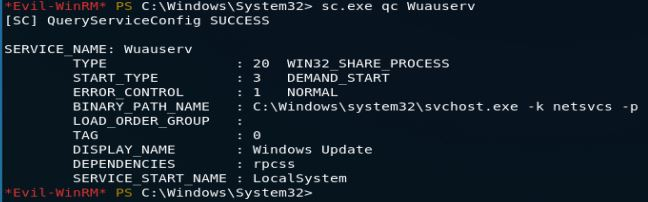 *Evil-WinRM* PS C:\Windows\System32> sc.exe qc Wuauserv
[SC] QueryServiceConfig SUCCESS
SERVICE_NAME: Wuauserv
        TYPE               : 20  WIN32_SHARE_PROCESS
        START_TYPE         : 3   DEMAND_START
        ERROR_CONTROL      : 1   NORMAL
        BINARY_PATH_NAME   : C:\Windows\system32\svchost.exe -k netsvcs -p
        LOAD_ORDER_GROUP   :
        TAG                : 0
        DISPLAY_NAME       : Windows Update
        DEPENDENCIES       : rpcss
        SERVICE_START_NAME : LocalSystem
*Evil-WinRM* PS C:\Windows\System32>